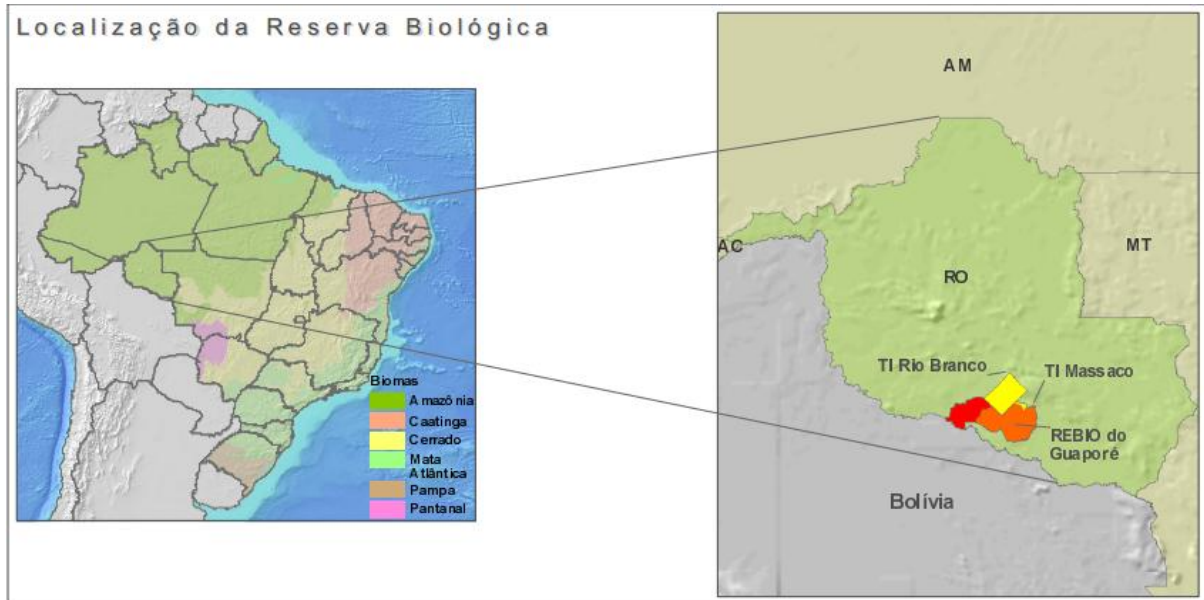 Localização da Reserva Biológica
Biomas
Amazônia
Caatinga
Cerrado
Mata
Atlântica
Pampa
Pantanal
AM
AC
MT
RO
TI Rio Branco
TI Massaco
REBIO do
Guaporé
Bolívia